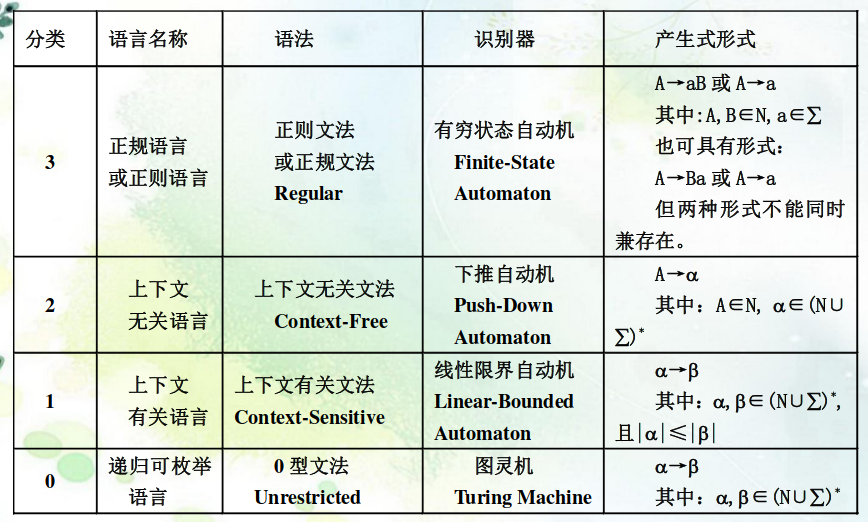 分类 语言名称 语法 识别器 产生式形式
3
正规语言
或正则语言
正则文法
或正规文法
Regular
有穷状态自动机
Finite-State
Automaton
A→aB或A→a
其中:A,B∈N,a∈∑
也可具有形式:
A→Ba或A→a
但两种形式不能同时
兼存在。
2
上下文
无关语言
上下文无关文法
Context-Free
下推自动机
Push-Down
Automaton
A→α
其中: A∈N, α∈(N∪
∑)*
1
上下文
有关语言
上下文有关文法
Context-Sensitive
线性限界自动机
Linear-Bounded
Automaton
α→β
其中: α,β∈(N∪∑)*,
且|α|≤|β|
0
递归可枚举
语言
0型文法
Unrestricted
图灵机
Turing Machine
α→β
其中: α,β∈(N∪∑)*